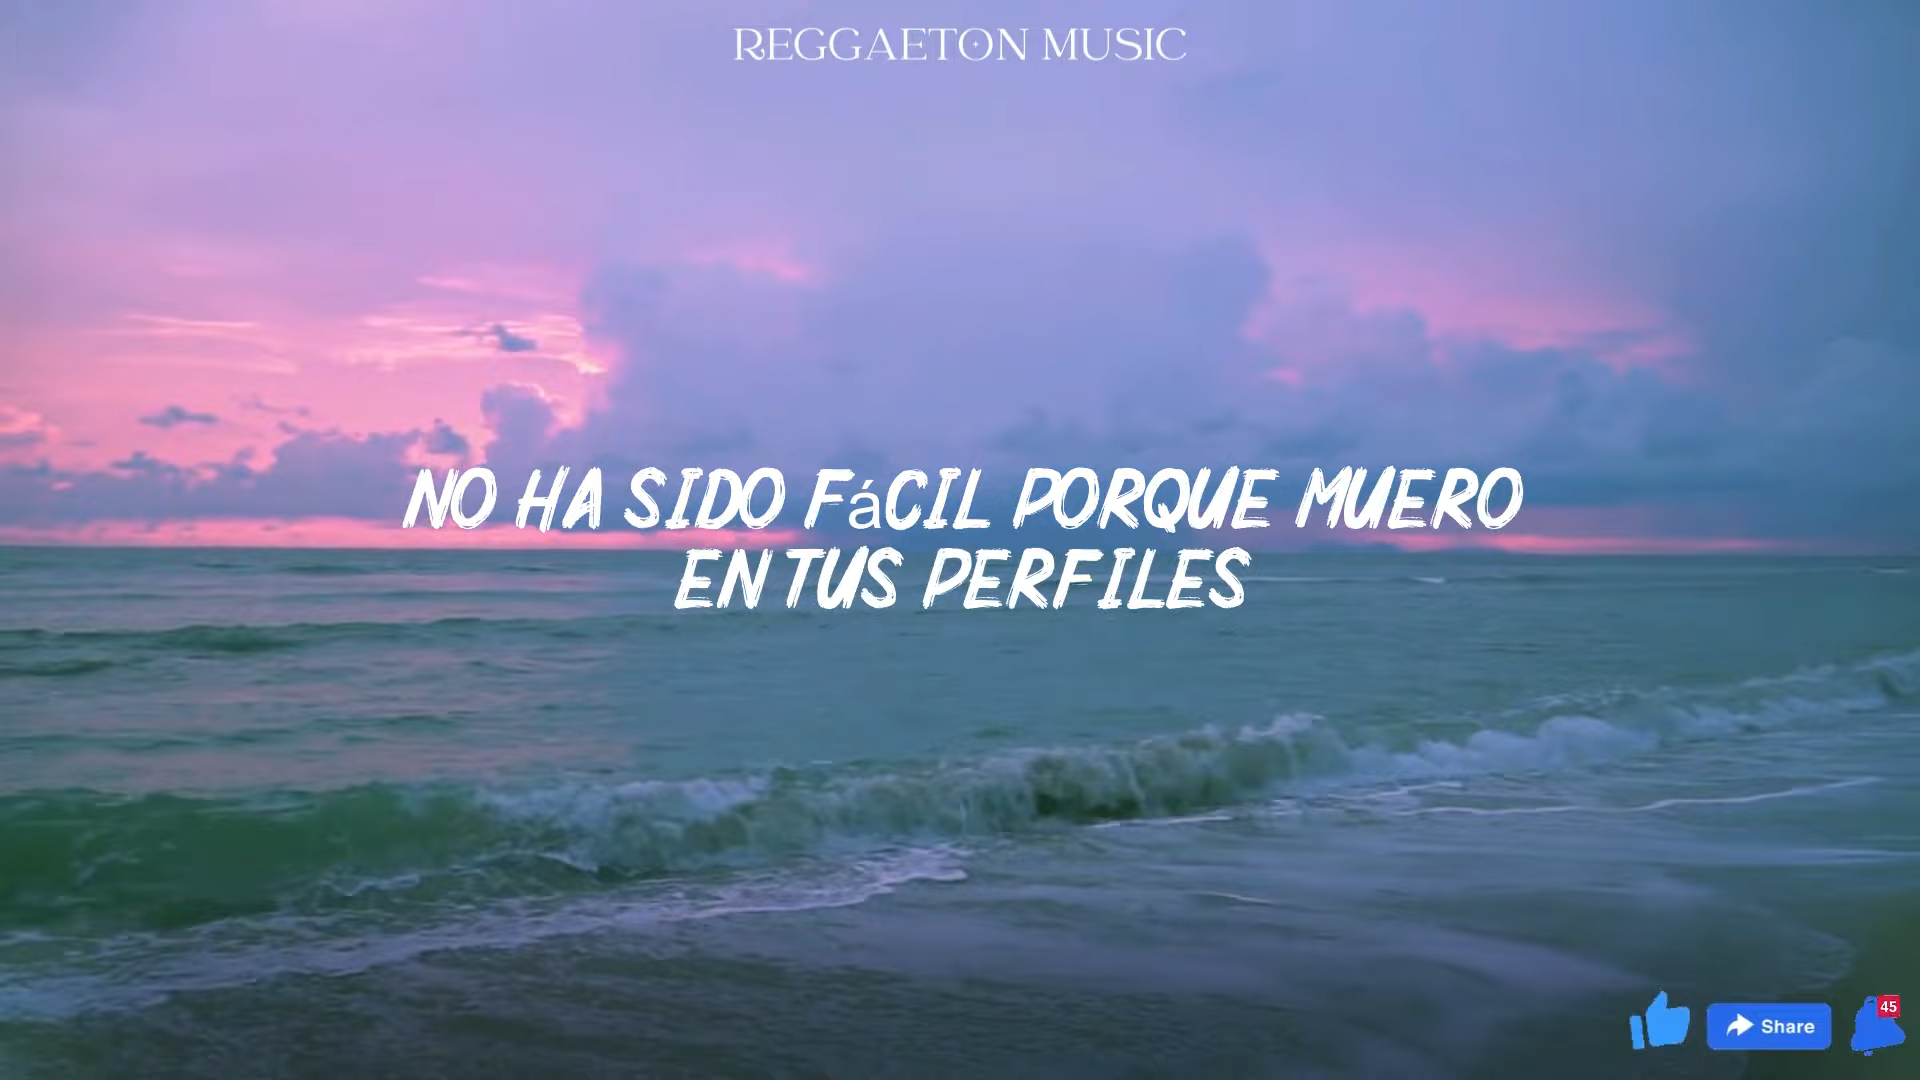 REGGAETON MUSIC
NO HA SIDO FáCIL PORQUE MUERO
EN TUS PERFILES
Share
45